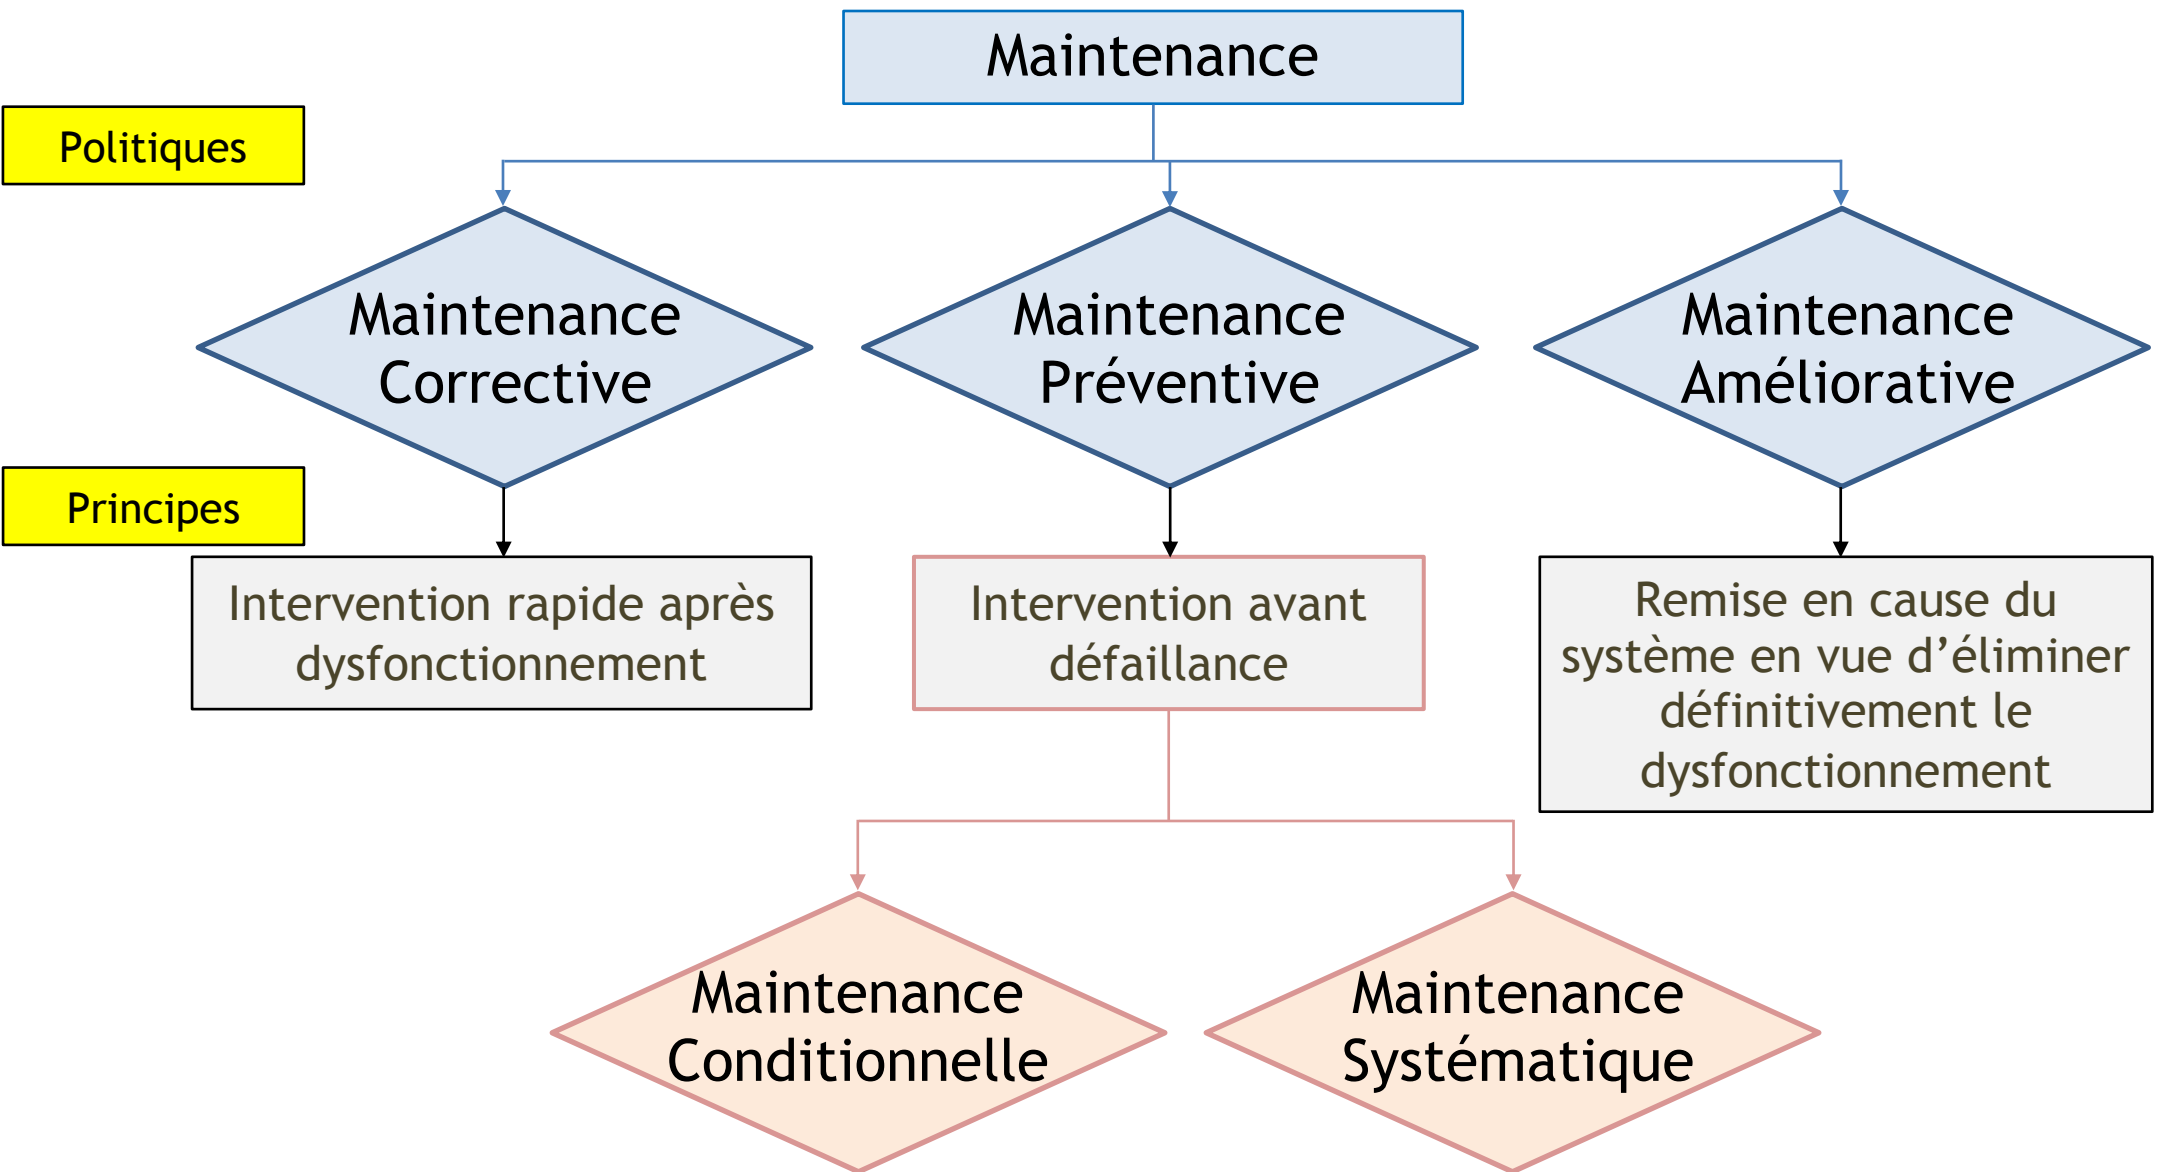 Maintenance
Politiques
Maintenance
Corrective
Maintenance
Préventive
Maintenance
Améliorative
Principes
Intervention rapide après
dysfonctionnement
Intervention avant
défaillance
Remise en cause du
système en vue d’éliminer
définitivement le
dysfonctionnement
Maintenance
Conditionnelle
Maintenance
Systématique